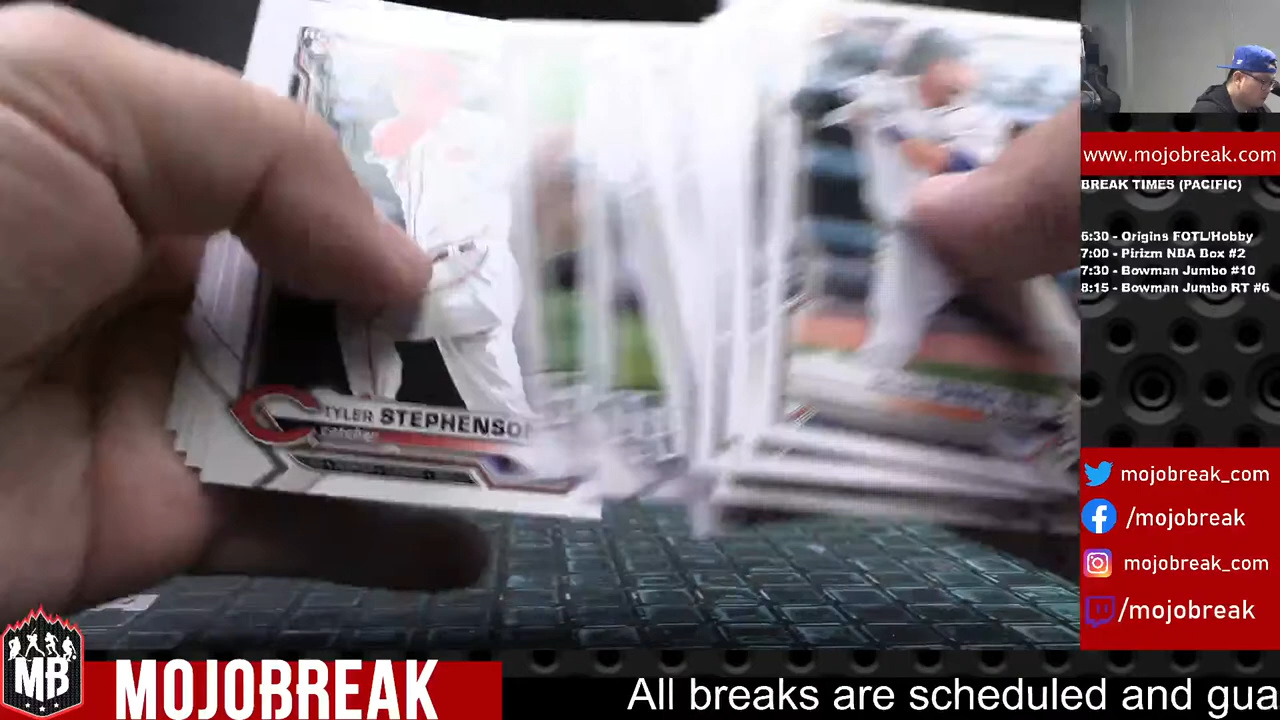 www.mojobreak.com
BREAK TIMES (PACIFIC)
6:30 - Origins FOTL/Hobby
7:00 - Pirizm NBA Box #2
7:30 - Bowman Jumbo #10
8:15 - Bowman Jumbo RT #6
TYLER STEPHENSON
catcher
mojobreak_com
/mojobreak
mojobreak_com
/mojobreak
MB
MOJOBREAK
All breaks are scheduled and gua